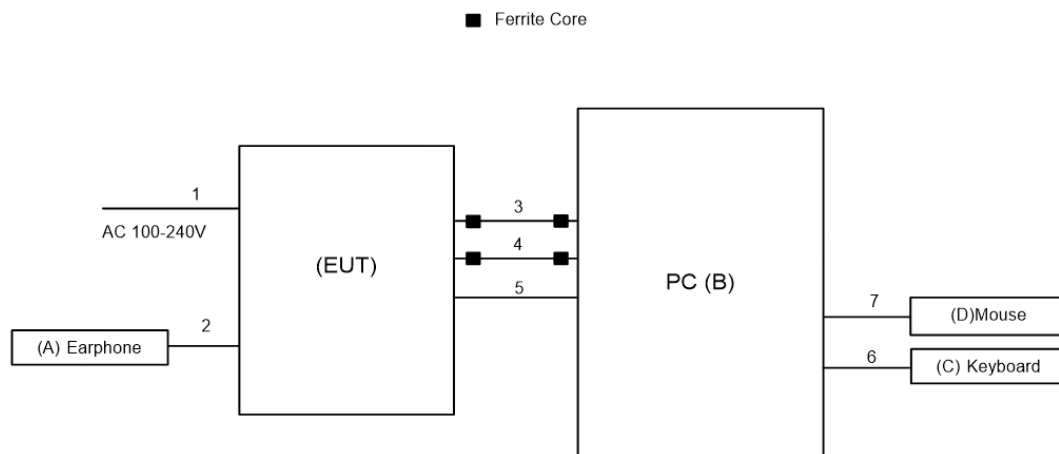 Ferrite Core
1
AC 100-240V
(EUT)
2
(A) Earphone
3
4
5
PC (B)
7
(D)Mouse
6
(C) Keyboard